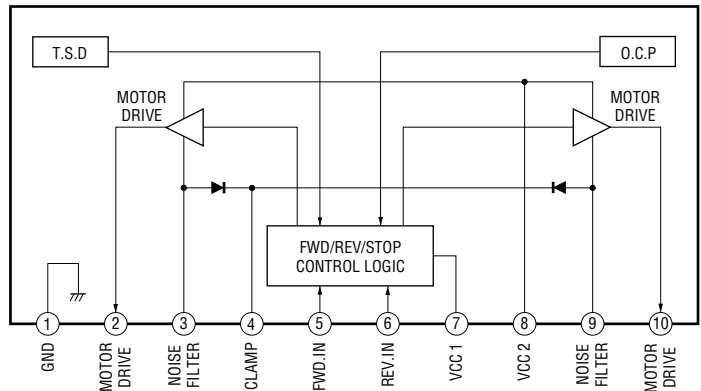 T.S.D
O.C.P
MOTOR
DRIVE
MOTOR
DRIVE
FWD/REV/STOP
CONTROL LOGIC
1
2
3
4
5
6
7
8
9
10
GND
MOTOR
DRIVE
NOISE
FILTER
CLAMP
FWD.IN
REV.IN
VCC 1
VCC 2
NOISE
FILTER
MOTOR
DRIVE